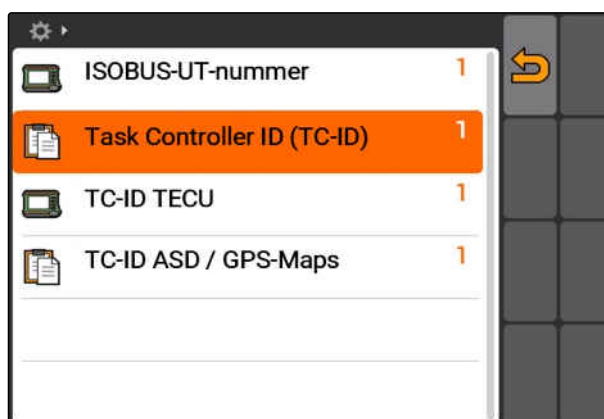 ISOBUS-UT-nummer 1
Task Controller ID (TC-ID) 1
TC-ID TECU 1
TC-ID ASD / GPS-Maps 1